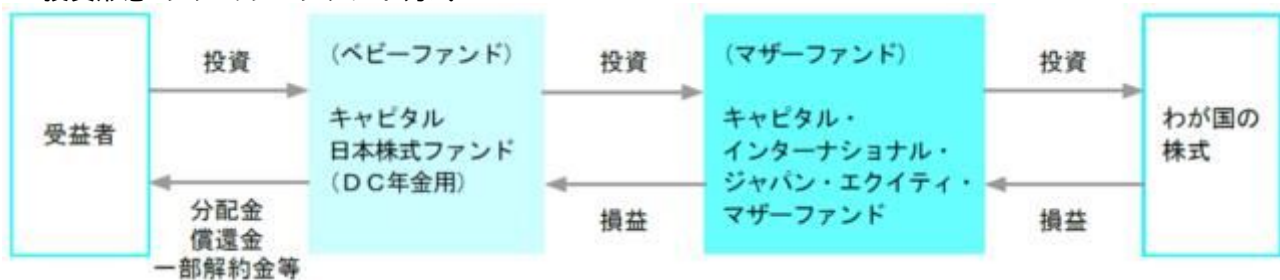 受益者
投資
分配金
償還金
一部解約金等
(ベビーファンド)
キャピタル
日本株式ファンド
(DC年金用)
投資
損益
(マザーファンド)
キャピタル・
インターナショナル・
ジャパン・エクイティ・
マザーファンド
投資
損益
わが国の
株式